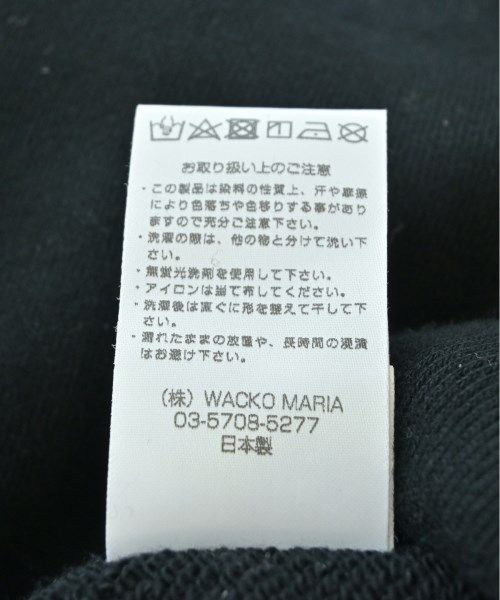 お取り扱い上のご注意
・この製品は染料の性質上、汗や摩擦
により色落ちや色移りする事があり
ますので充分ご注意下さい。
・洗濯の際は、他の物と分けて洗い下
さい。
・無蛍光洗剤を使用して下さい。
・アイロンは当て布してください。
・洗濯後は直ぐに形を整えて干して下
さい。
・濡れたままの放置や、長時間の浸漬
はお避け下さい。
(株) WACKO MARIA
03-5708-5277
日本製